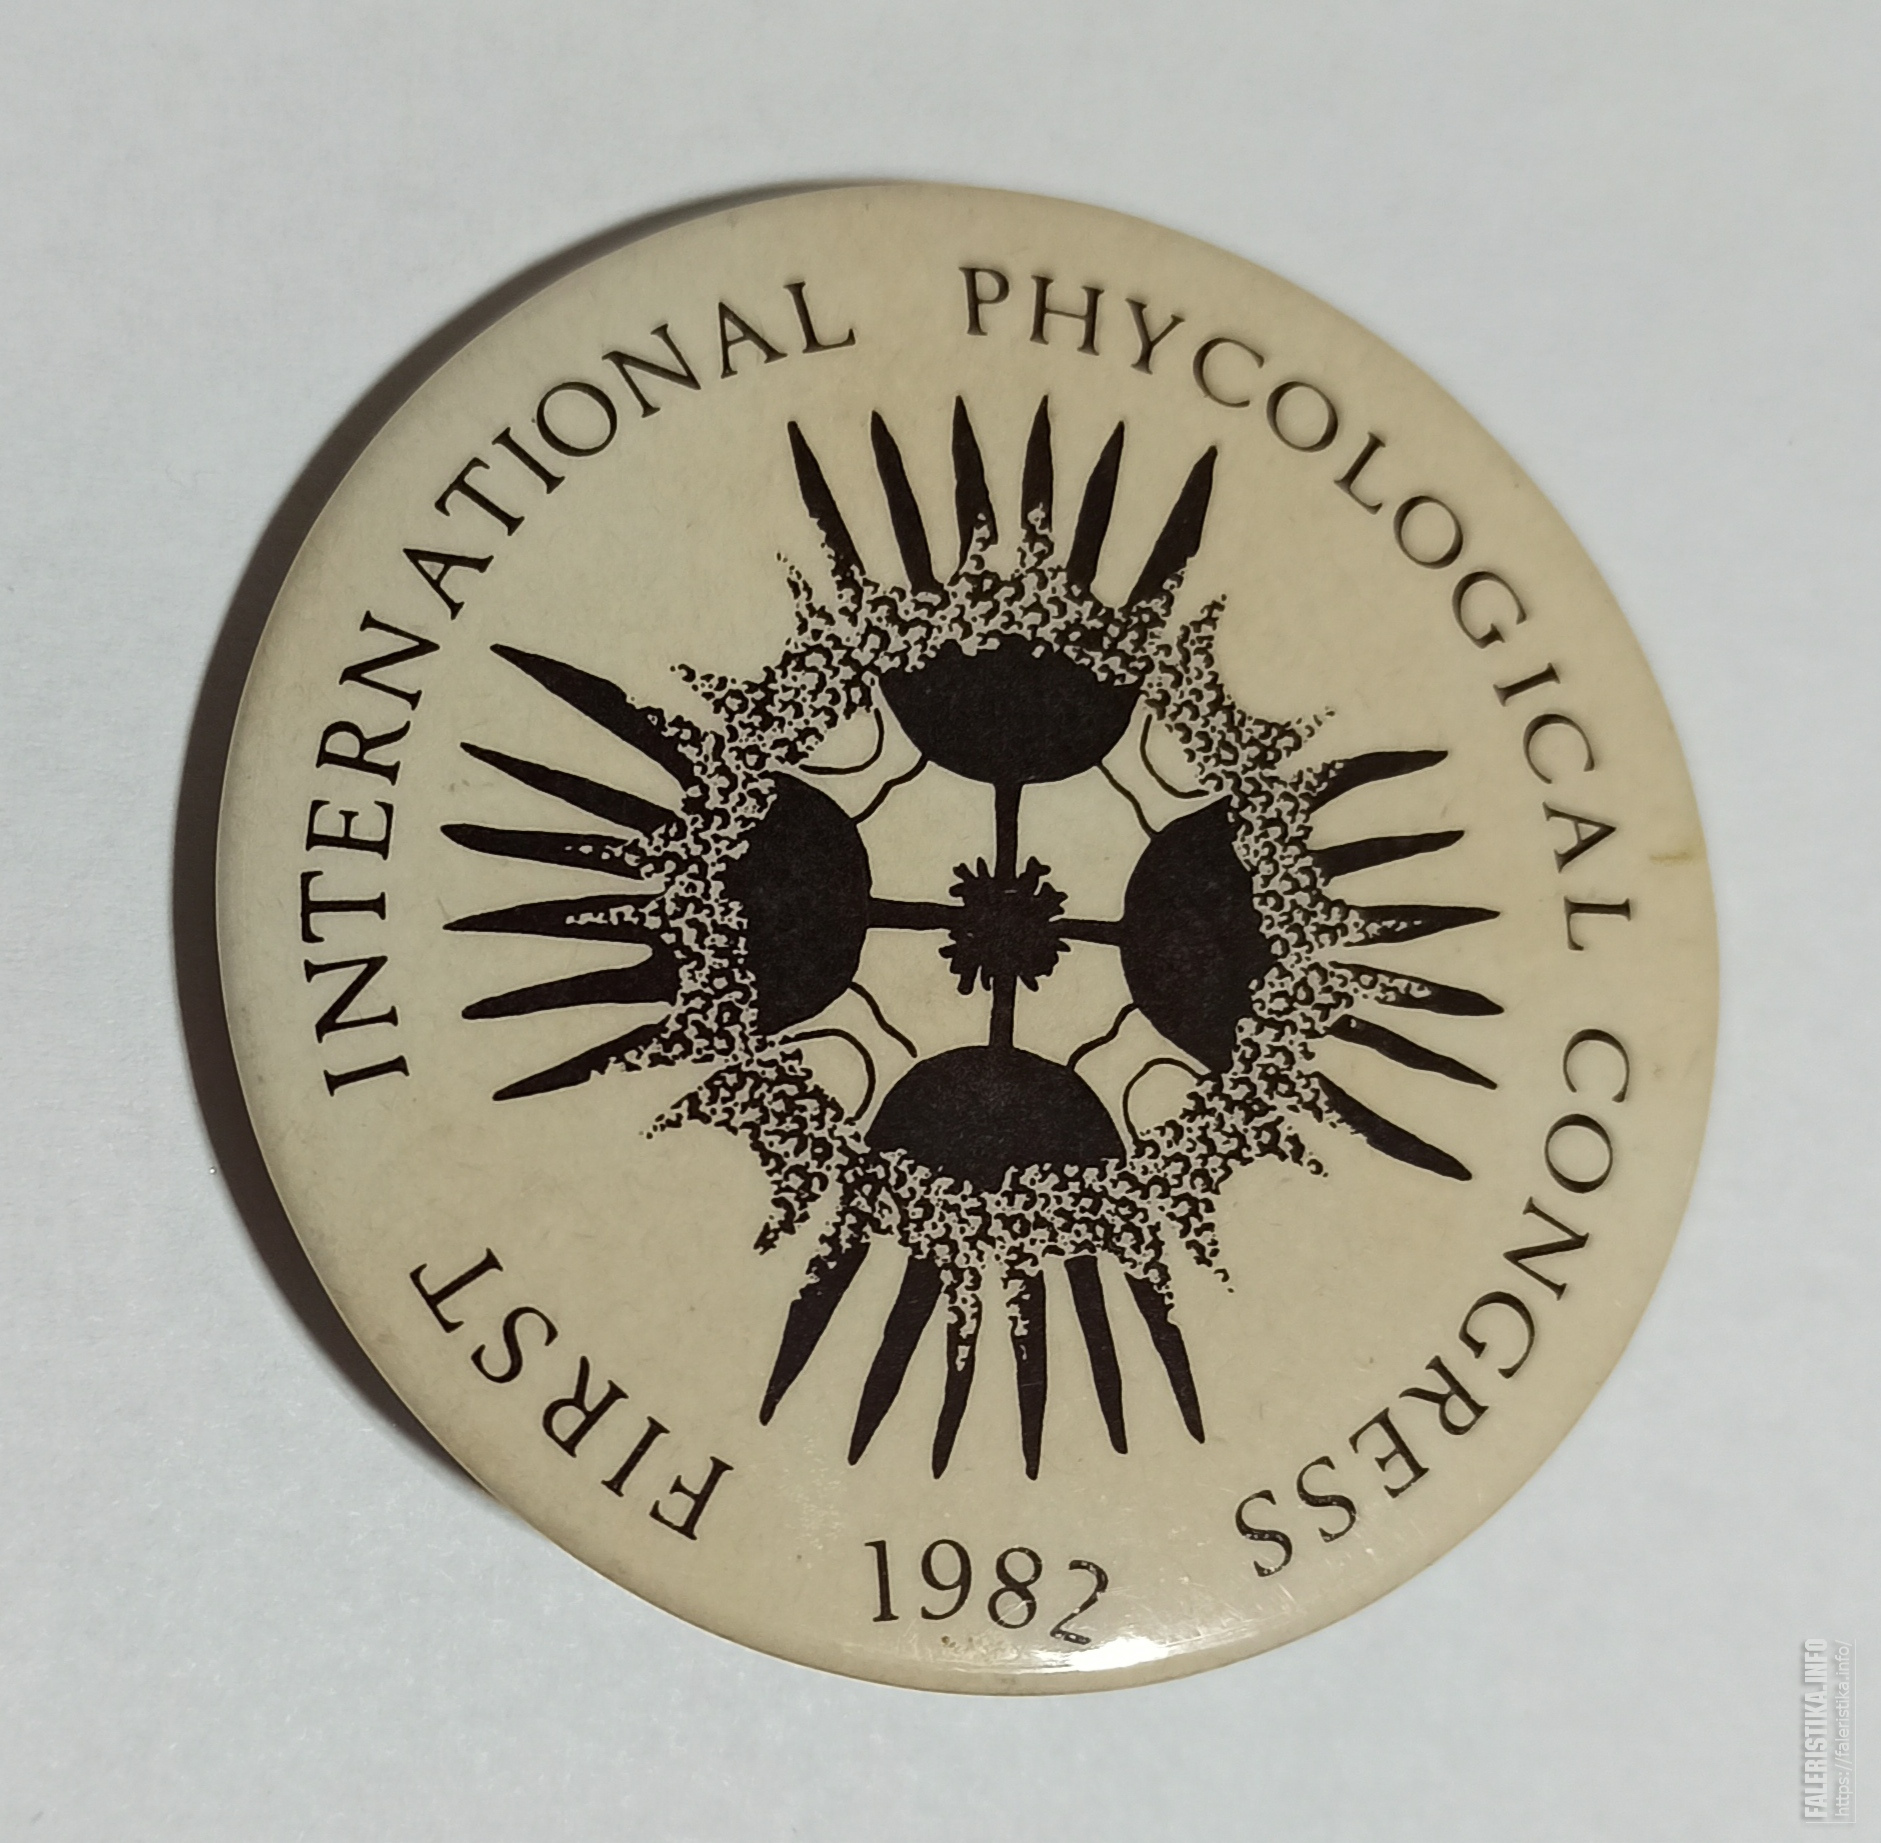 FIRST INTERNATIONAL PHYCOLOGICAL CONGRESS
1982
FALERISTIKA.INFO
https://faleristika.info/